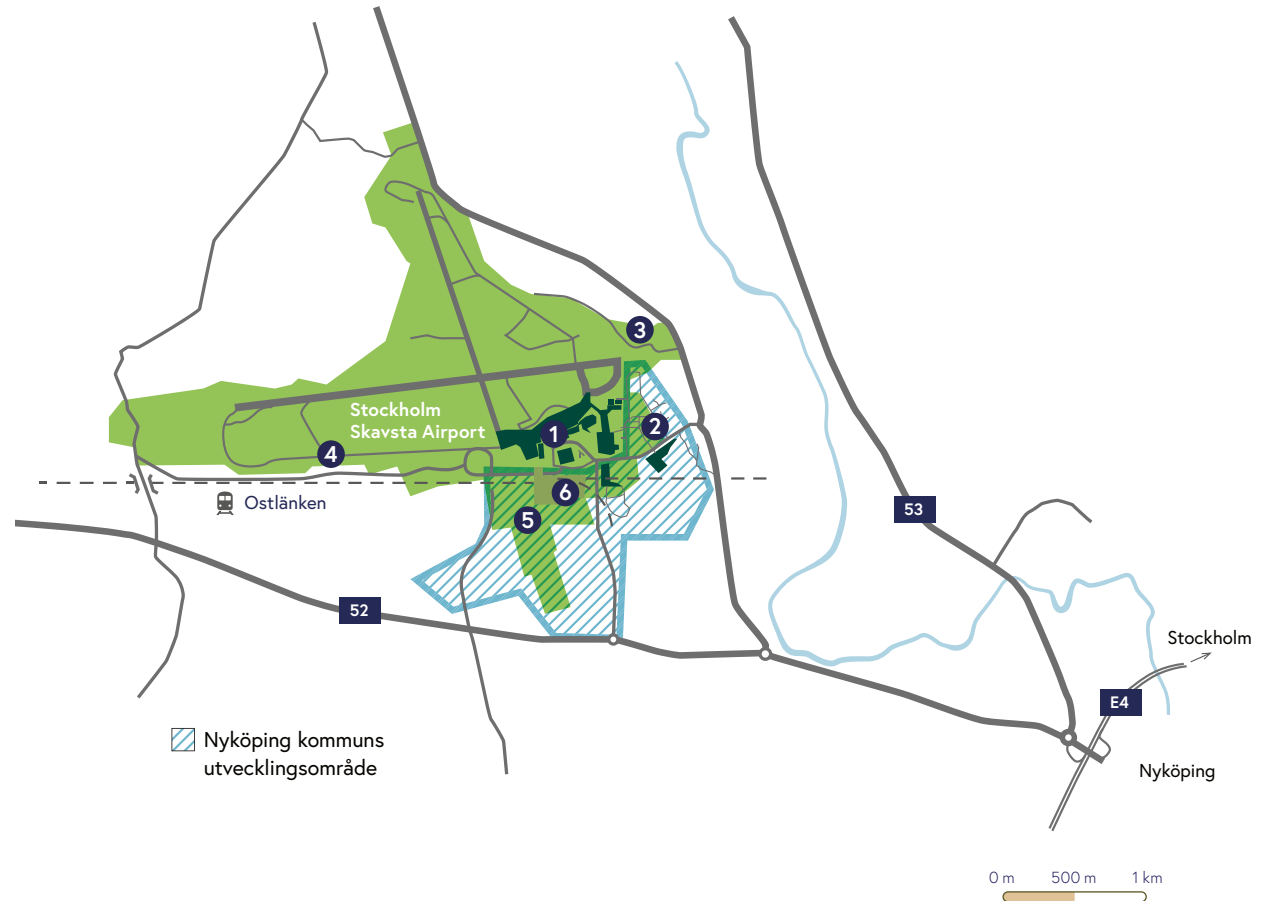 3
Stockholm
Skavsta Airport
1
2
4
6
Ostlänken
5
53
52
Stockholm
E4
Nyköping kommuns
utvecklingsområde
Nyköping
0 m
500 m
1 km